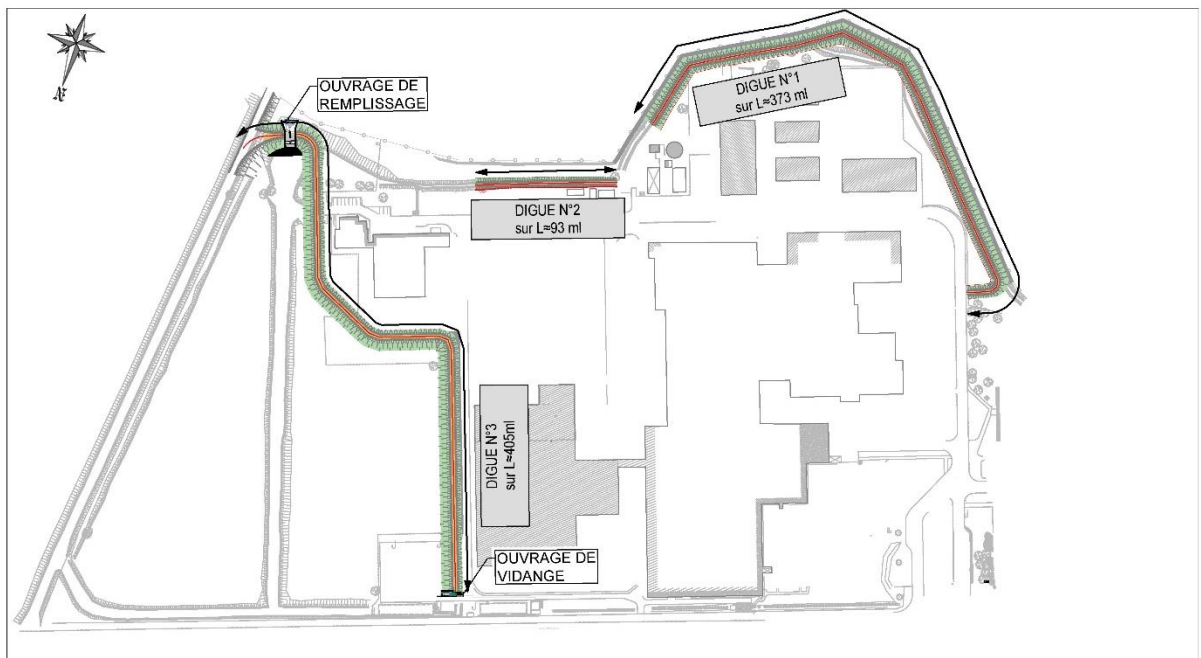 N
OUVRAGE DE
REMPLISSAGE
DIGUE N°1
sur L≈373 ml
DIGUE N°2
sur L≈93 ml
DIGUE N°3
sur L≈405ml
OUVRAGE DE
VIDANGE